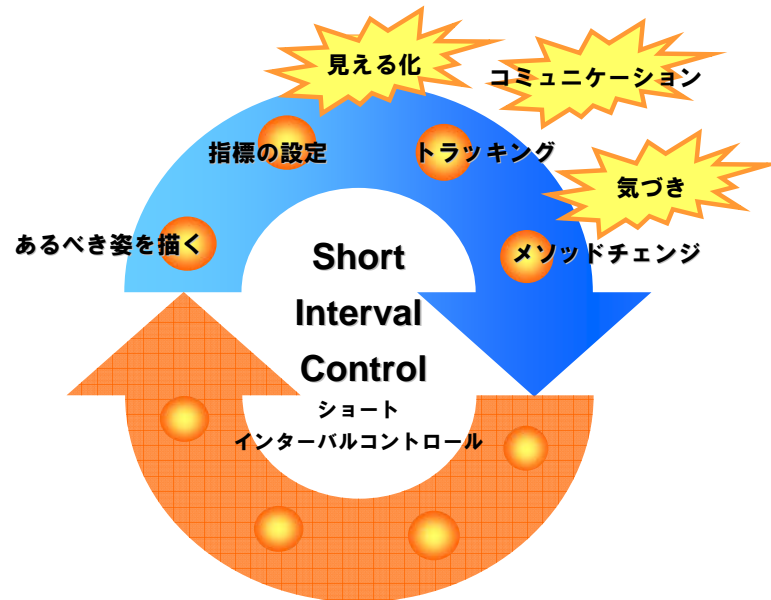 見える化
コミュニケーション
指標の設定
トラッキング
気づき
あるべき姿を描く
メソッドチェンジ
Short
Interval
Control
ショート
インターバルコントロール